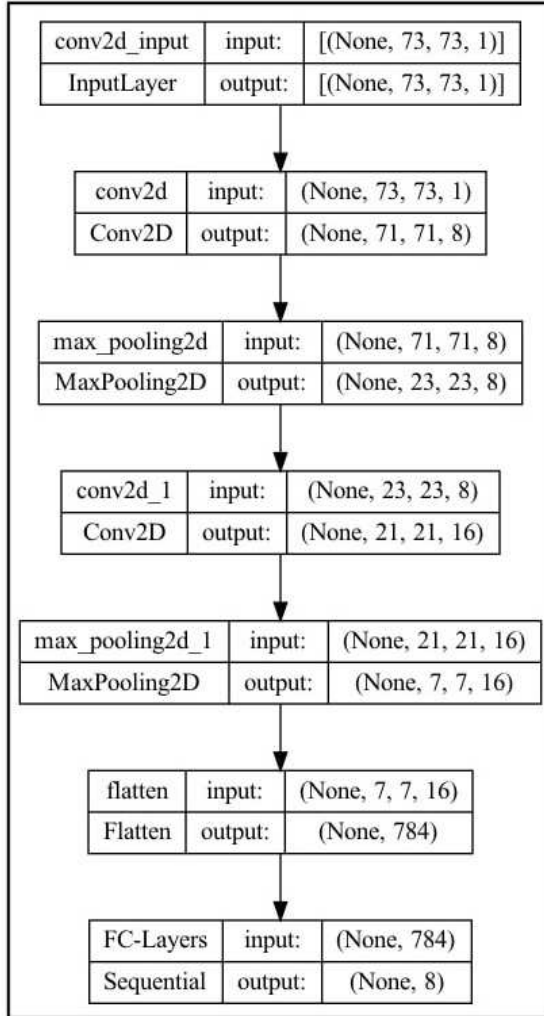 conv2d_input input: [(None, 73, 73, 1)]
InputLayer output: [(None, 73, 73, 1)]
conv2d input: (None, 73, 73, 1)
Conv2D output: (None, 71, 71, 8)
max_pooling2d input: (None, 71, 71, 8)
MaxPooling2D output: (None, 23, 23, 8)
conv2d_1 input: (None, 23, 23, 8)
Conv2D output: (None, 21, 21, 16)
max_pooling2d_1 input: (None, 21, 21, 16)
MaxPooling2D output: (None, 7, 7, 16)
flatten input: (None, 7, 7, 16)
Flatten output: (None, 784)
FC-Layers input: (None, 784)
Sequential output: (None, 8)